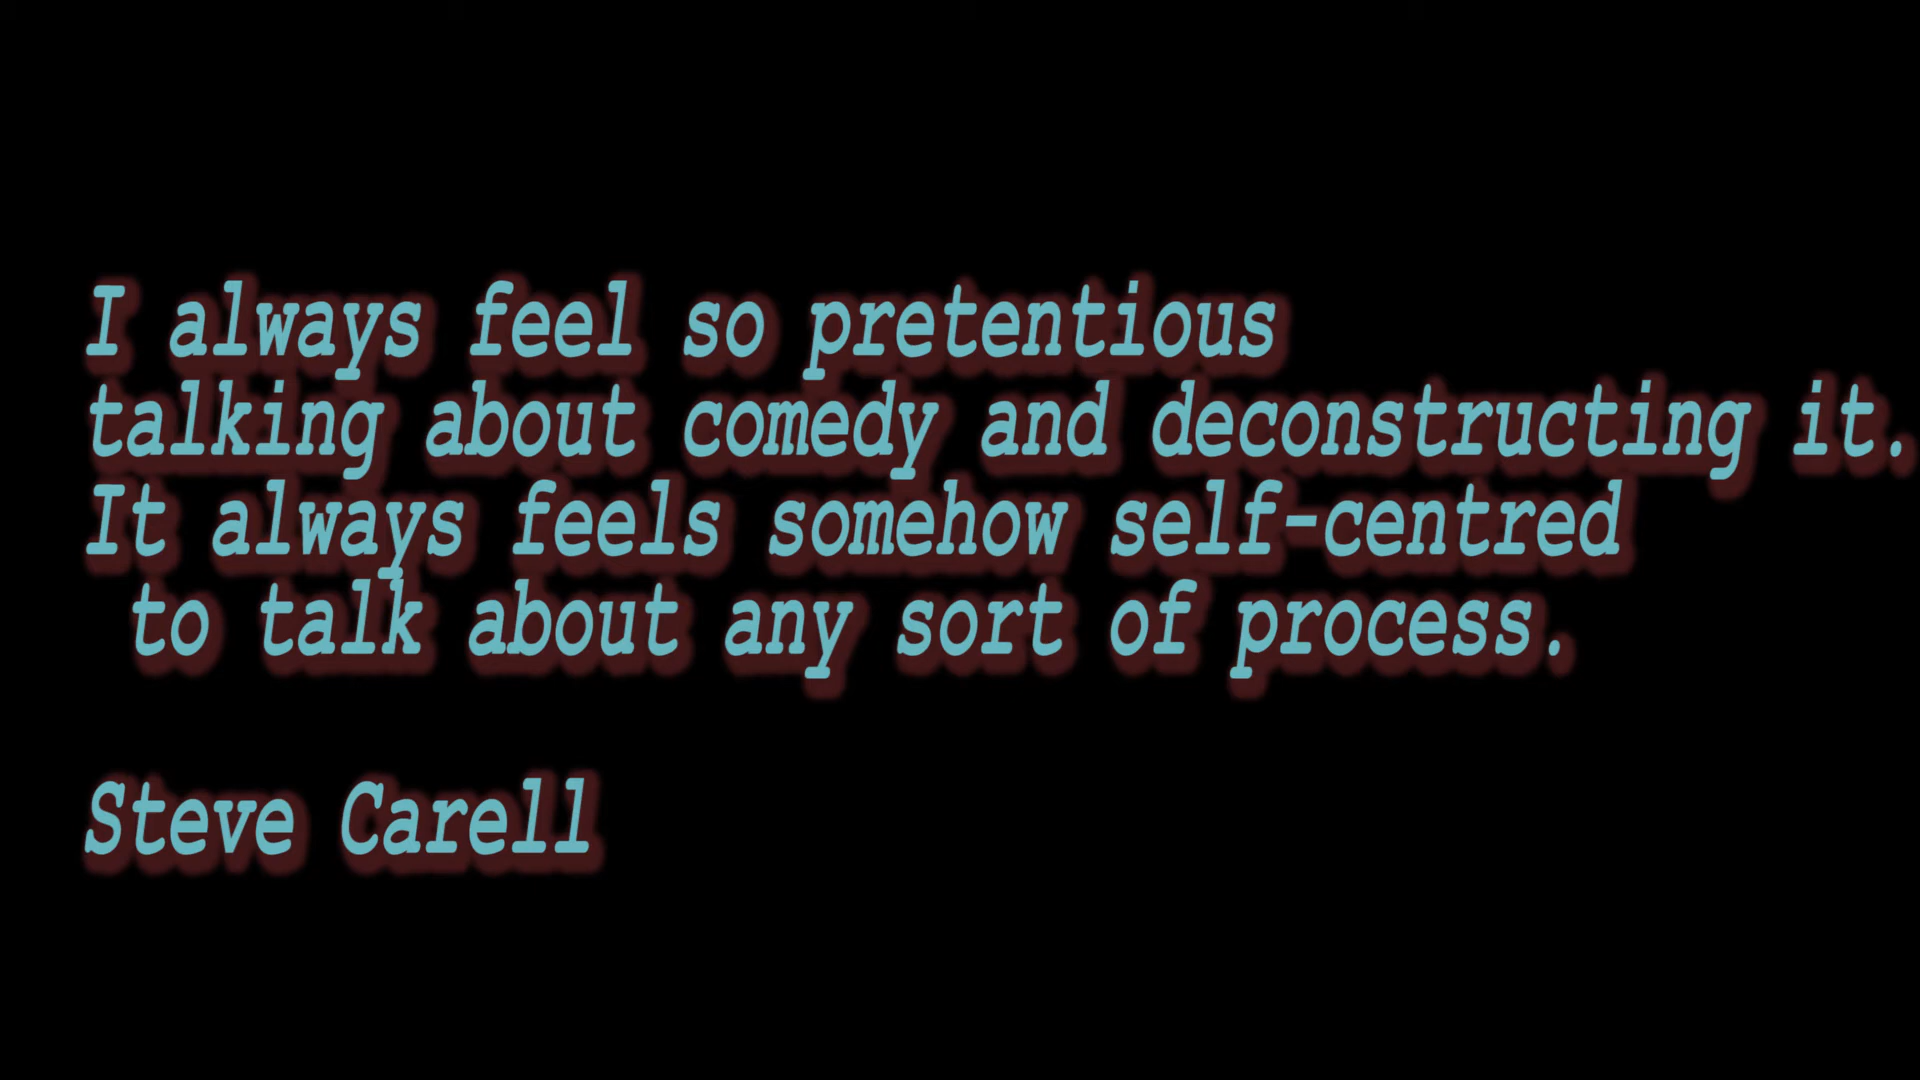 I always feel so pretentious
talking about comedy and deconstructing it.
It always feels somehow self-centred
to talk about any sort of process.
Steve Carell